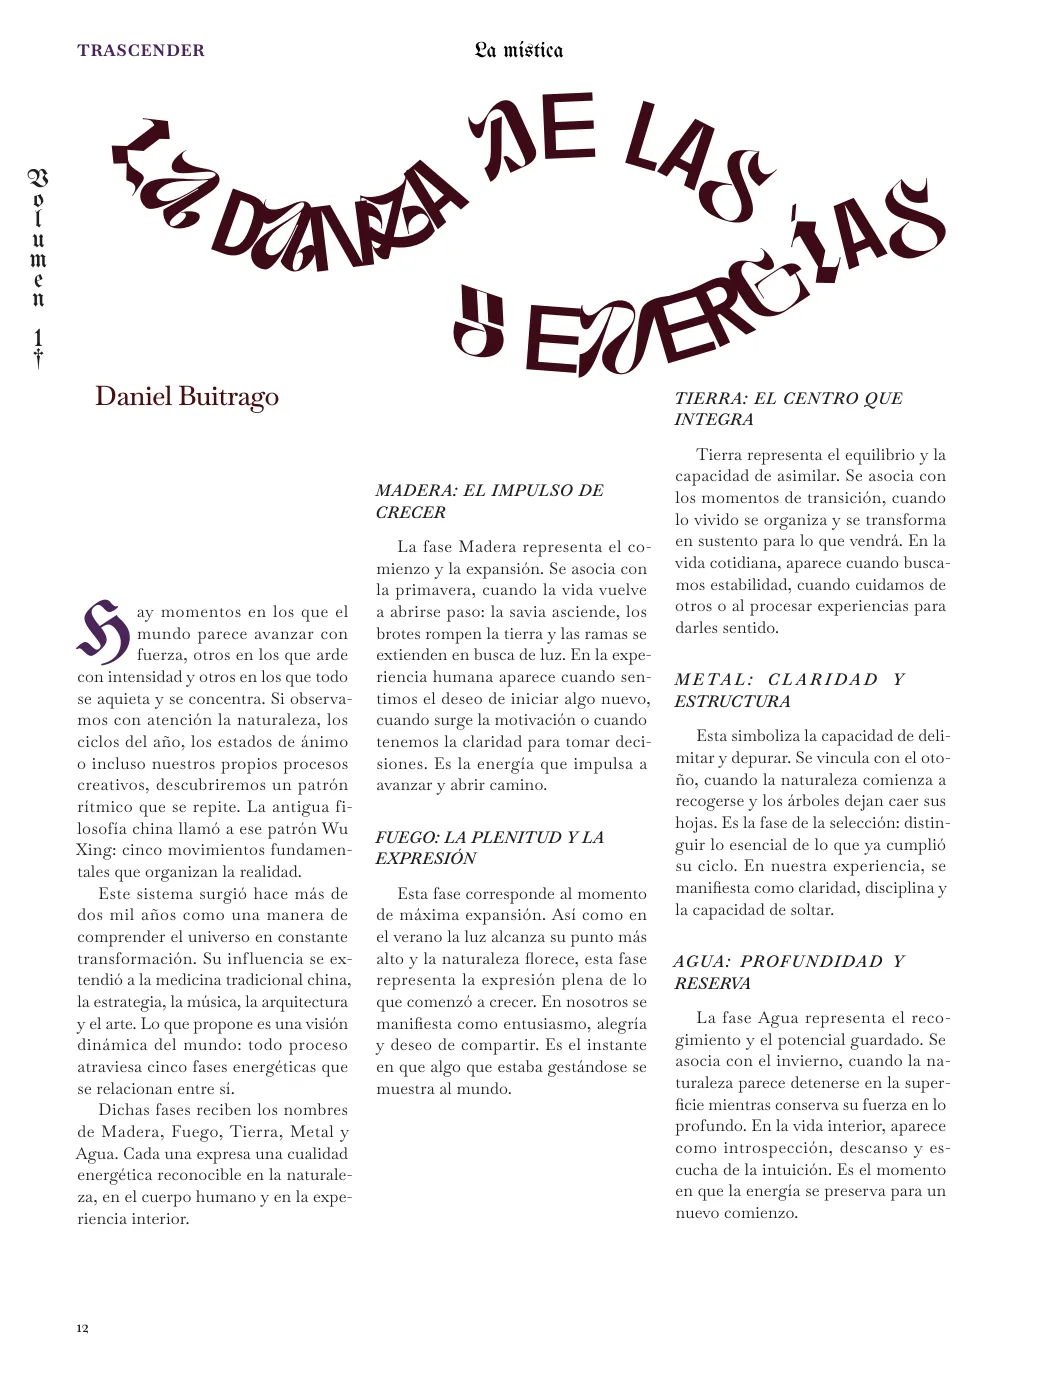 TRASCENDER
La mística
Volumen 1†
LA DANZA DE LAS
5 ENERGÍAS
Daniel Buitrago
Hay momentos en los que el
mundo parece avanzar con
fuerza, otros en los que arde
con intensidad y otros en los que todo
se aquieta y se concentra. Si observa-
mos con atención la naturaleza, los
ciclos del año, los estados de ánimo
o incluso nuestros propios procesos
creativos, descubriremos un patrón
rítmico que se repite. La antigua fi-
losofía china llamó a ese patrón Wu
Xing: cinco movimientos fundamen-
tales que organizan la realidad.
Este sistema surgió hace más de
dos mil años como una manera de
comprender el universo en constante
transformación. Su influencia se ex-
tendió a la medicina tradicional china,
la estrategia, la música, la arquitectura
y el arte. Lo que propone es una visión
dinámica del mundo: todo proceso
atraviesa cinco fases energéticas que
se relacionan entre sí.
Dichas fases reciben los nombres
de Madera, Fuego, Tierra, Metal y
Agua. Cada una expresa una cualidad
energética reconocible en la naturale-
za, en el cuerpo humano y en la expe-
riencia interior.
MADERA: EL IMPULSO DE
CRECER
La fase Madera representa el co-
mienzo y la expansión. Se asocia con
la primavera, cuando la vida vuelve
a abrirse paso: la savia asciende, los
brotes rompen la tierra y las ramas se
extienden en busca de luz. En la expe-
riencia humana aparece cuando sen-
timos el deseo de iniciar algo nuevo,
cuando surge la motivación o cuando
tenemos la claridad para tomar deci-
siones. Es la energía que impulsa a
avanzar y abrir camino.
FUEGO: LA PLENITUD Y LA
EXPRESIÓN
Esta fase corresponde al momento
de máxima expansión. Así como en
el verano la luz alcanza su punto más
alto y la naturaleza florece, esta fase
representa la expresión plena de lo
que comenzó a crecer. En nosotros se
manifiesta como entusiasmo, alegría
y deseo de compartir. Es el instante
en que algo que estaba gestándose se
muestra al mundo.
TIERRA: EL CENTRO QUE
INTEGRA
Tierra representa el equilibrio y la
capacidad de asimilar. Se asocia con
los momentos de transición, cuando
lo vivido se organiza y se transforma
en sustento para lo que vendrá. En la
vida cotidiana, aparece cuando busca-
mos estabilidad, cuando cuidamos de
otros o al procesar experiencias para
darles sentido.
METAL: CLARIDAD Y
ESTRUCTURA
Esta simboliza la capacidad de deli-
mitar y depurar. Se vincula con el oto-
ño, cuando la naturaleza comienza a
recogerse y los árboles dejan caer sus
hojas. Es la fase de la selección: distin-
guir lo esencial de lo que ya cumplió
su ciclo. En nuestra experiencia, se
manifiesta como claridad, disciplina y
la capacidad de soltar.
AGUA: PROFUNDIDAD Y
RESERVA
La fase Agua representa el reco-
gimiento y el potencial guardado. Se
asocia con el invierno, cuando la na-
turaleza parece detenerse en la super-
ficie mientras conserva su fuerza en lo
profundo. En la vida interior, aparece
como introspección, descanso y es-
cucha de la intuición. Es el momento
en que la energía se preserva para un
nuevo comienzo.
12